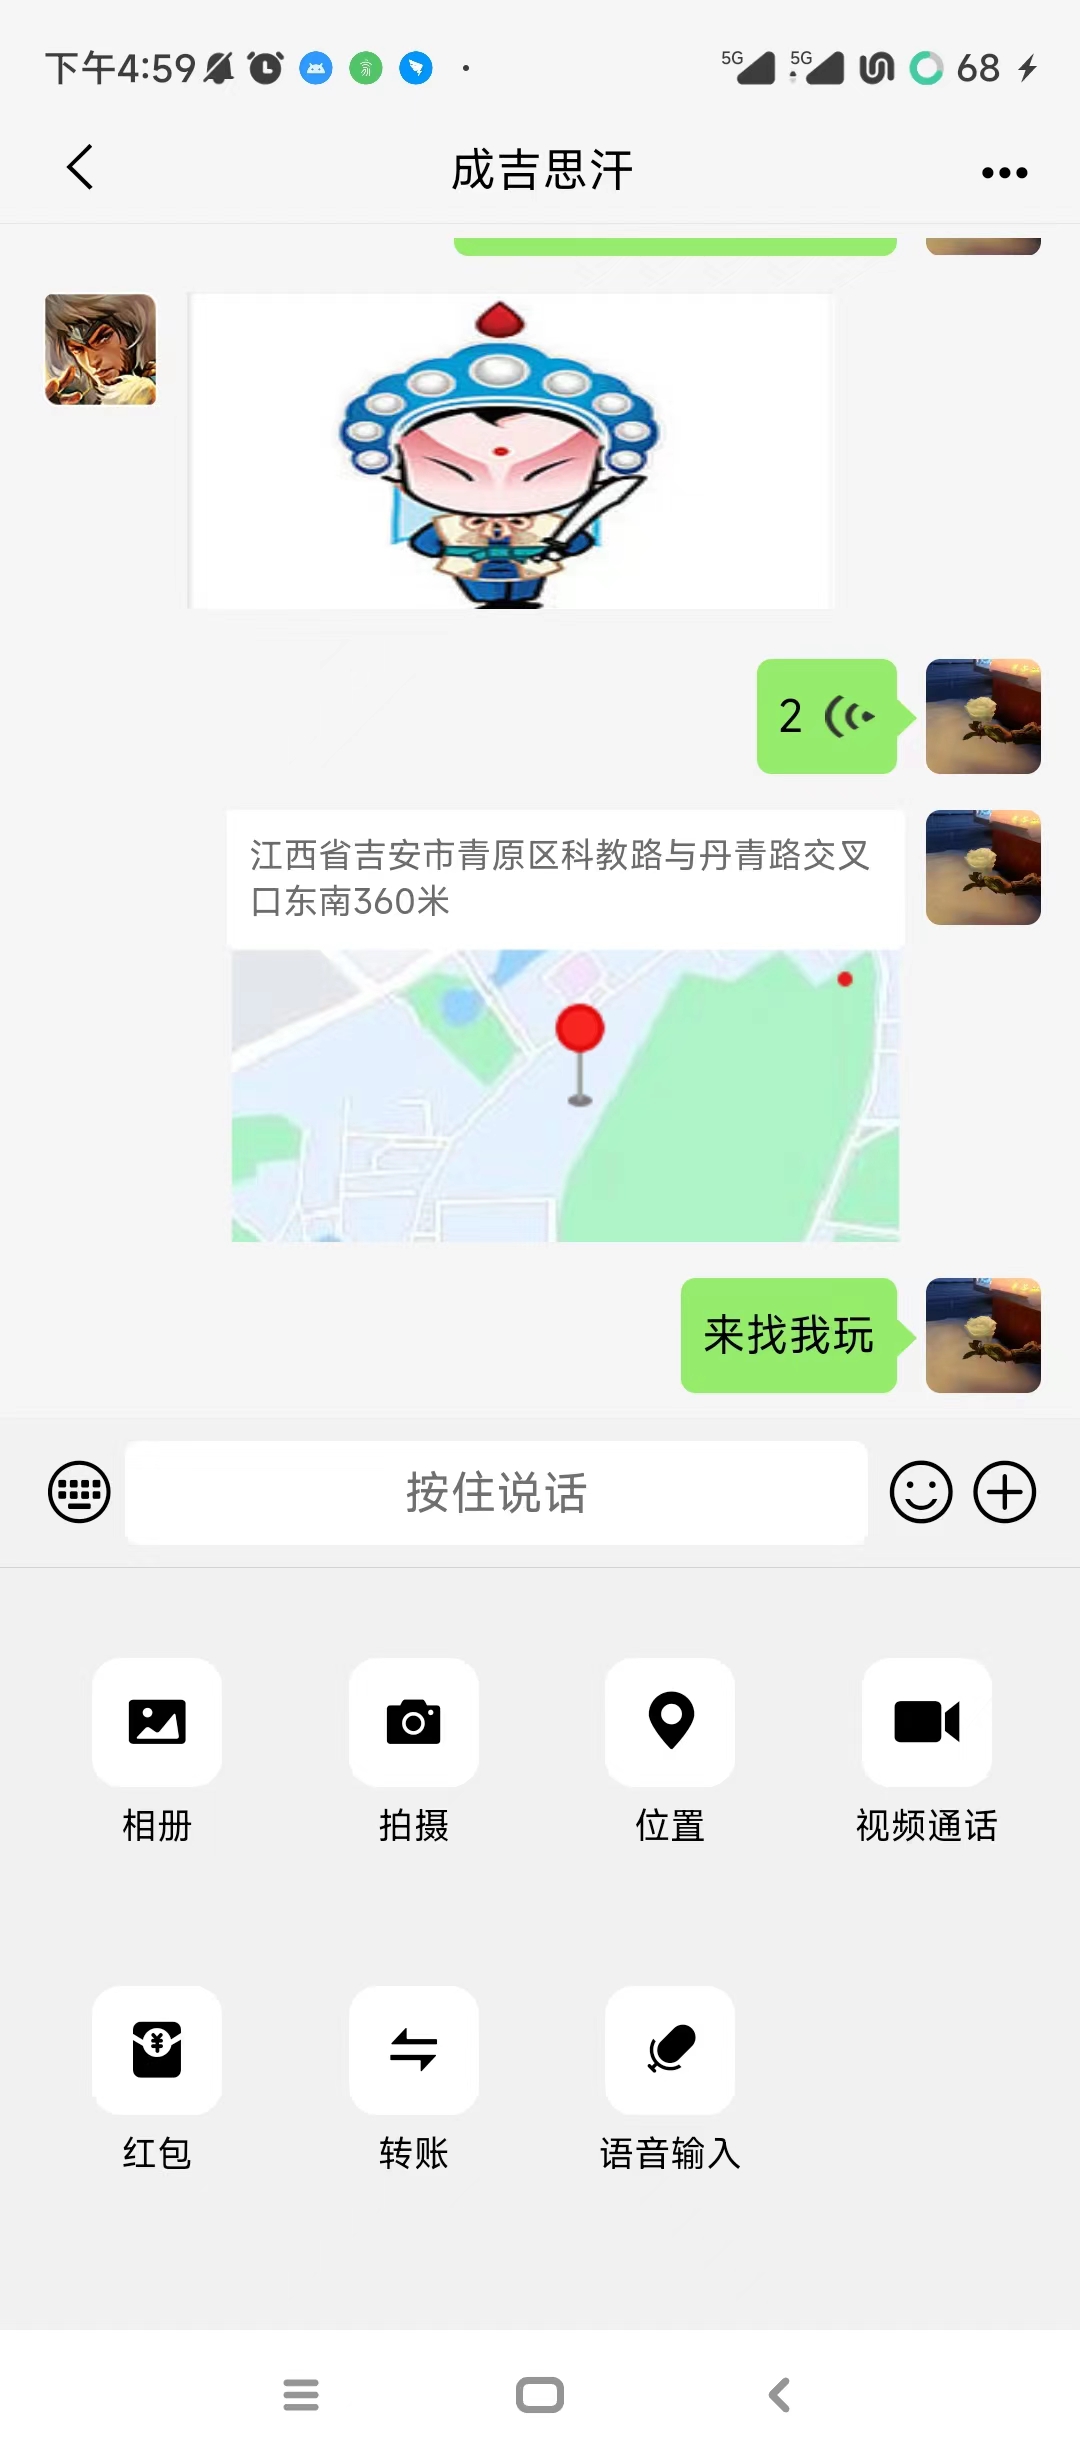 下午4:59
5G 5G 68
成吉思汗
2
江西省吉安市青原区科教路与丹青路交叉
口东南360米
来找我玩
按住说话
相册 拍摄 位置 视频通话
红包 转账 语音输入